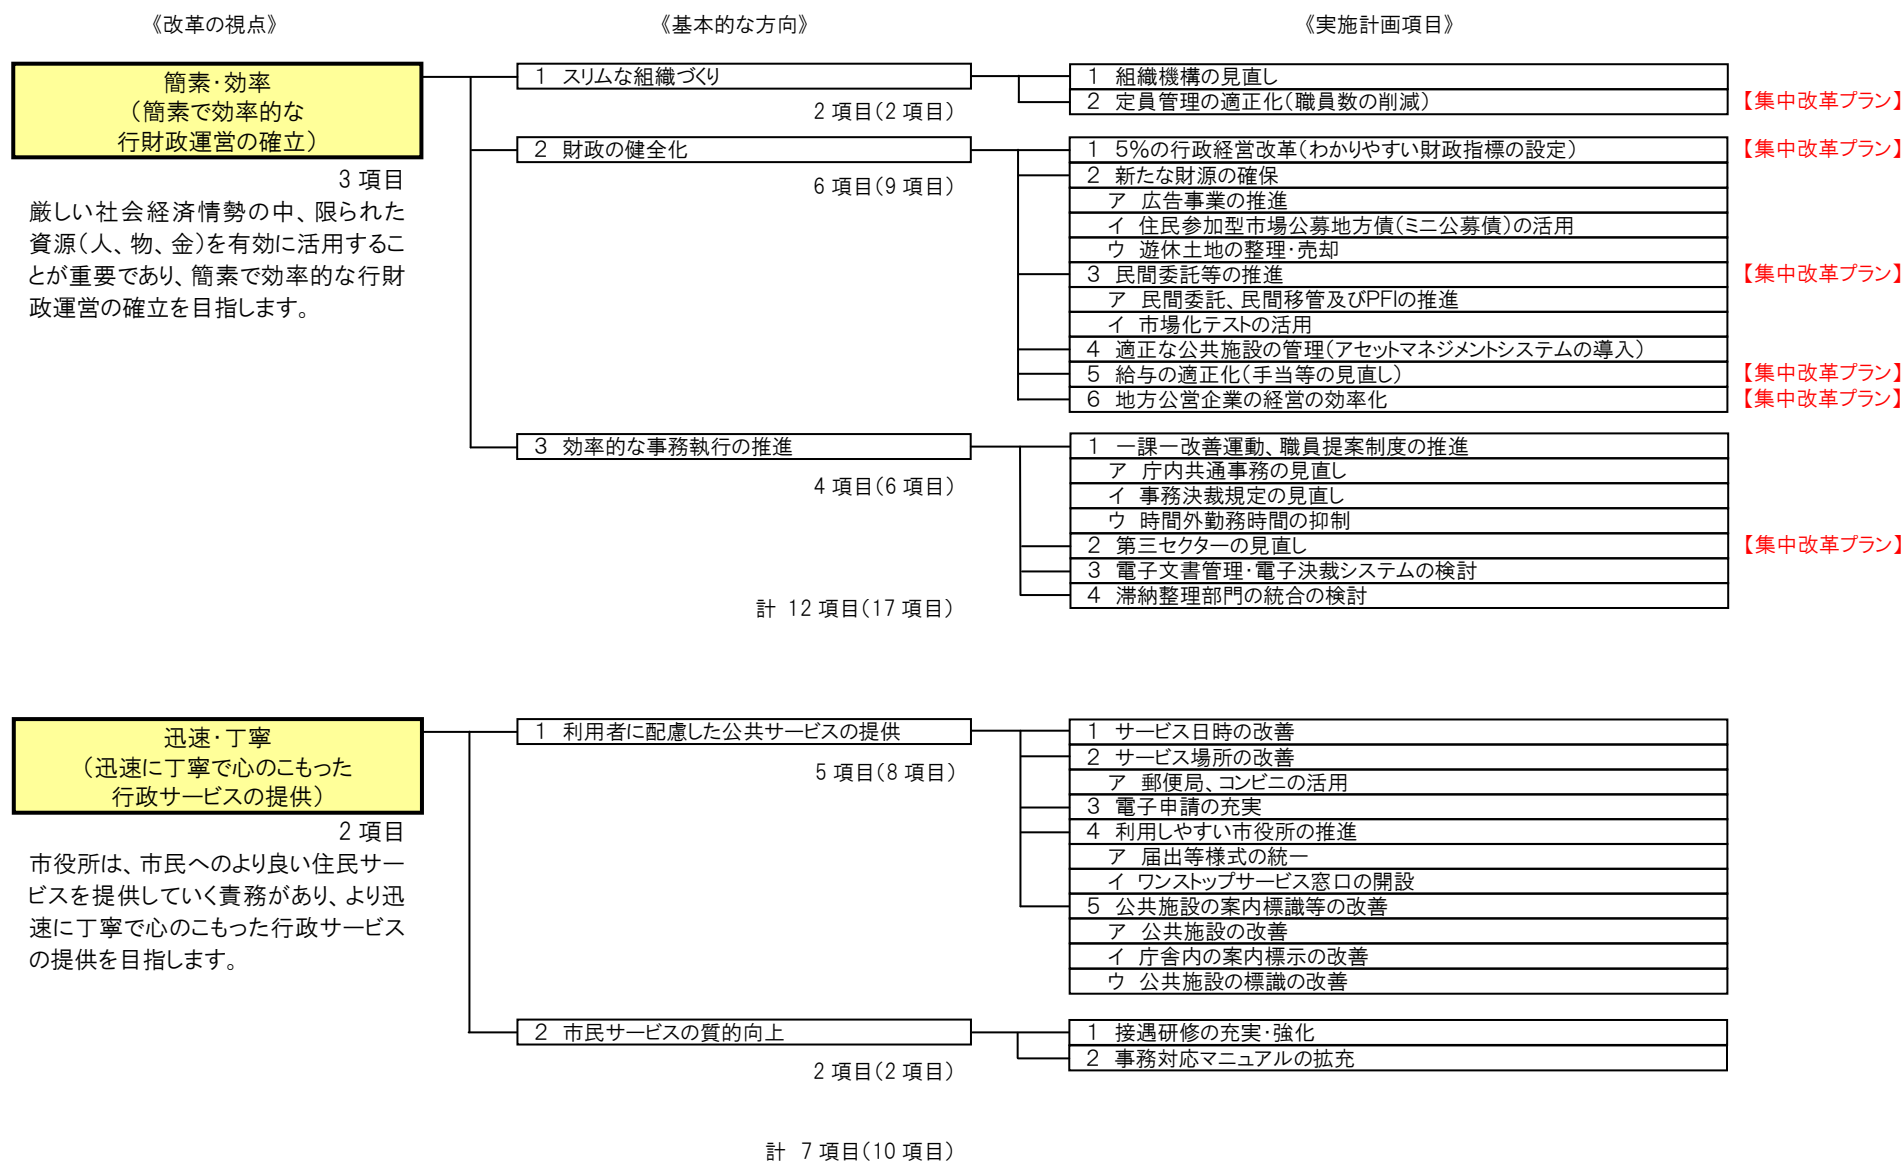 《改革の視点》
《基本的な方向》
《実施計画項目》
簡素・効率
（簡素で効率的な
行財政運営の確立）
3 項目
厳しい社会経済情勢の中、限られた
資源（人、物、金）を有効に活用するこ
とが重要であり、簡素で効率的な行財
政運営の確立を目指します。
1 スリムな組織づくり
2 項目（2 項目）
1 組織機構の見直し
2 定員管理の適正化（職員数の削減）
【集中改革プラン】
2 財政の健全化
6 項目（9 項目）
1 5%の行政経営改革（わかりやすい財政指標の設定）
【集中改革プラン】
2 新たな財源の確保
ア 広告事業の推進
イ 住民参加型市場公募地方債（ミニ公募債）の活用
ウ 遊休土地の整理・売却
3 民間委託等の推進
【集中改革プラン】
ア 民間委託、民間移管及びPFIの推進
イ 市場化テストの活用
4 適正な公共施設の管理（アセットマネジメントシステムの導入）
5 給与の適正化（手当等の見直し）
【集中改革プラン】
6 地方公営企業の経営の効率化
【集中改革プラン】
3 効率的な事務執行の推進
4 項目（6 項目）
1 一課一改善運動、職員提案制度の推進
ア 庁内共通事務の見直し
イ 事務決裁規定の見直し
ウ 時間外勤務時間の抑制
2 第三セクターの見直し
【集中改革プラン】
3 電子文書管理・電子決裁システムの検討
4 滞納整理部門の統合の検討
計 12 項目（17 項目）
迅速・丁寧
（迅速に丁寧で心のこもった
行政サービスの提供）
2 項目
市役所は、市民へのより良い住民サー
ビスを提供していく責務があり、より迅
速に丁寧で心のこもった行政サービス
の提供を目指します。
1 利用者に配慮した公共サービスの提供
5 項目（8 項目）
1 サービス日時の改善
2 サービス場所の改善
ア 郵便局、コンビニの活用
3 電子申請の充実
4 利用しやすい市役所の推進
ア 届出等様式の統一
イ ワンストップサービス窓口の開設
5 公共施設の案内標識等の改善
ア 公共施設の改善
イ 庁舎内の案内標示の改善
ウ 公共施設の標識の改善
2 市民サービスの質的向上
2 項目（2 項目）
1 接遇研修の充実・強化
2 事務対応マニュアルの拡充
計 7 項目（10 項目）